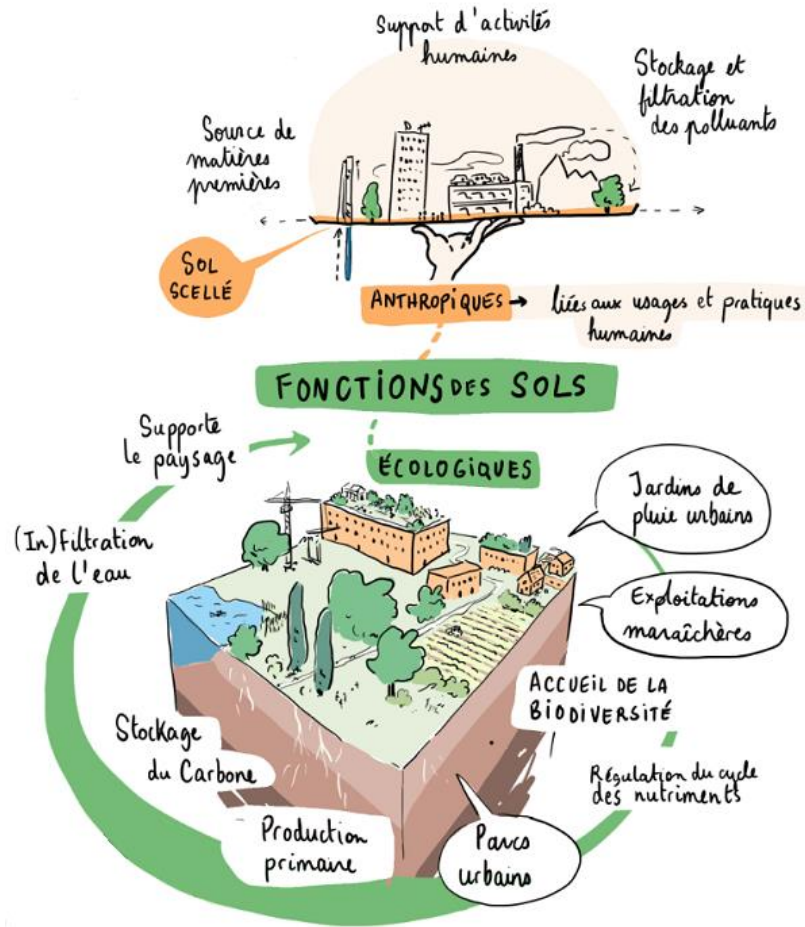 Support d'activités
humaines
Stockage et
filtration
des polluants
Source de
matières
premières
SOL
SCELLÉ
ANTHROPIQUES → liées aux usages et pratiques
humaines
FONCTIONS DES SOLS
ÉCOLOGIQUES
Supporte
le paysage
(In)Filtration
de l'eau
Jardins de
pluie urbains
Exploitations
maraîchères
ACCUEIL DE LA
BIODIVERSITÉ
Stockage
du Carbone
Régulation du cycle
des nutriments
Production
primaire
Parcs
urbains